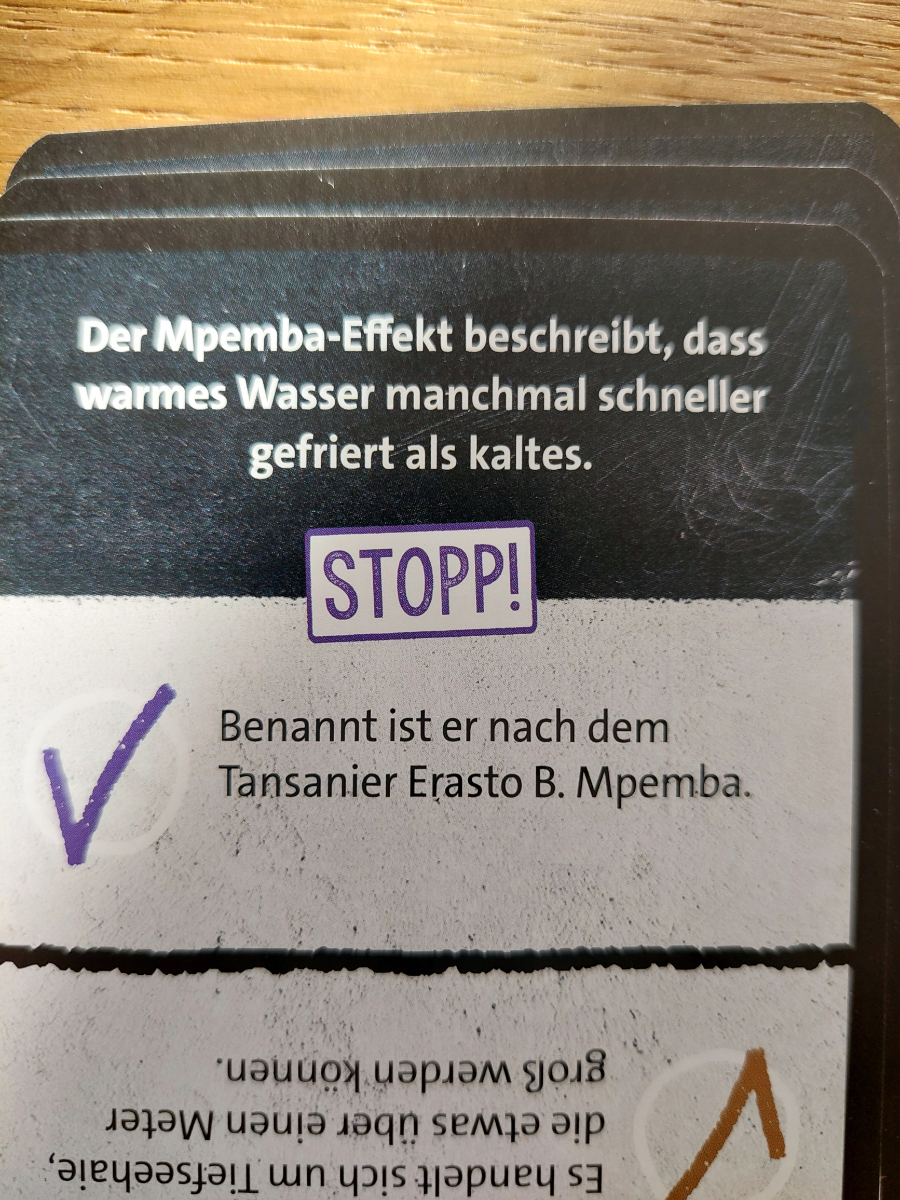 Der Mpemba-Effekt beschreibt, dass
warmes Wasser manchmal schneller
gefriert als kaltes.
STOPP!
Benannt ist er nach dem
Tansanier Erasto B. Mpemba.
Es handelt sich um Tiefseehaie,
die etwas über einen Meter
groß werden können.